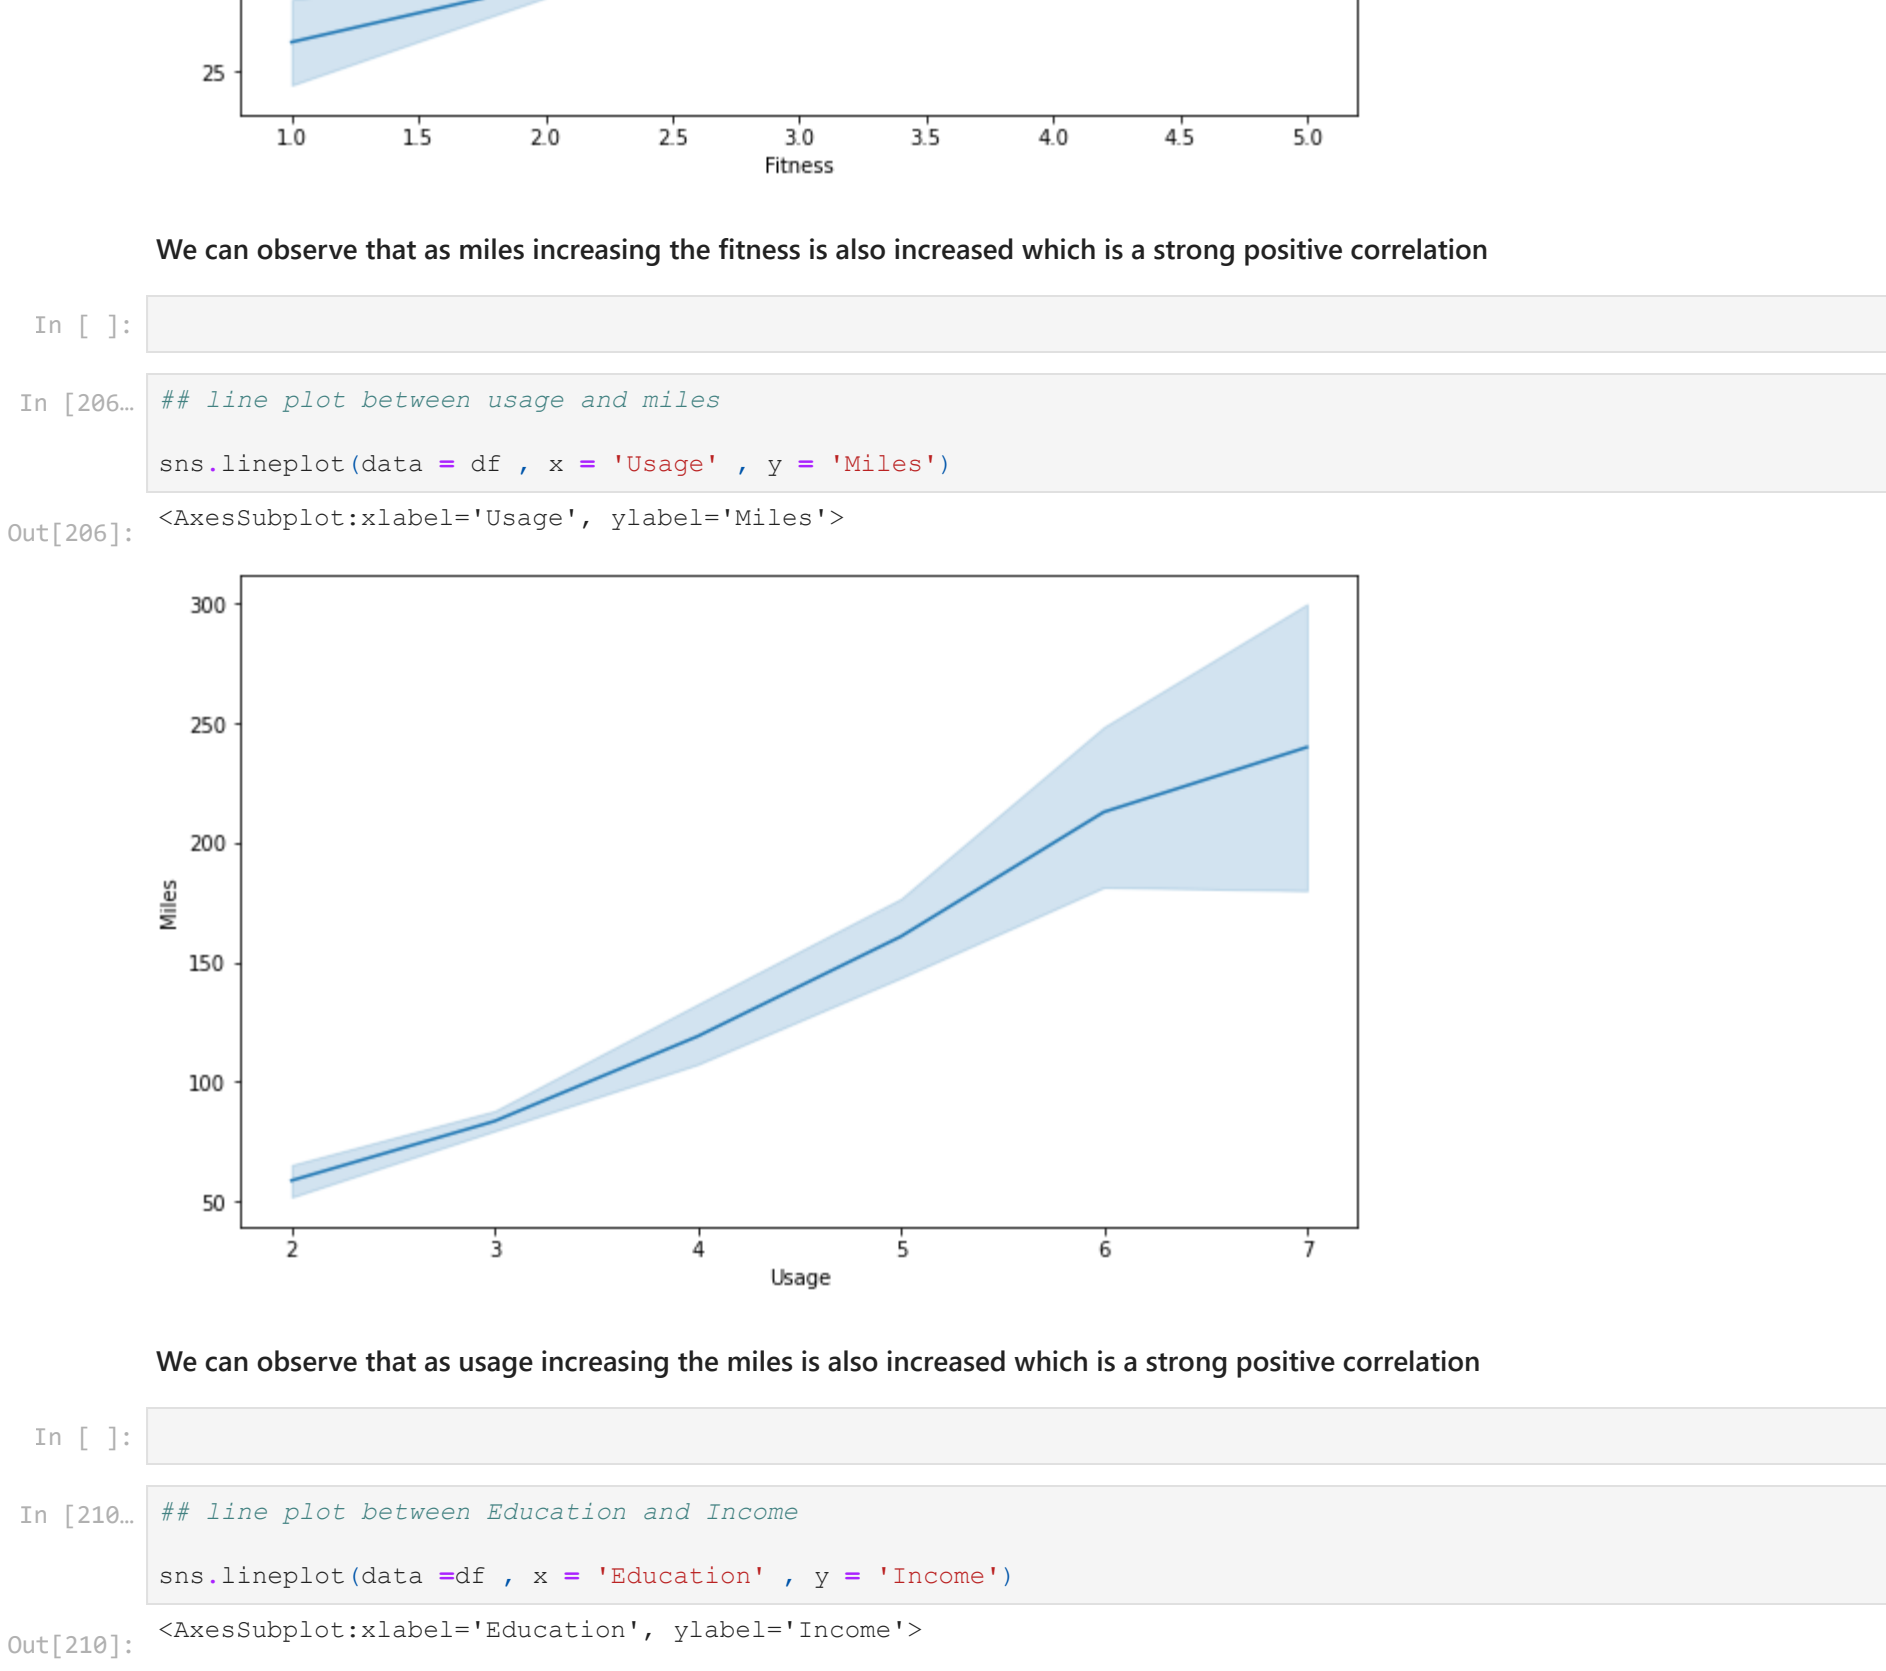 25
1.0 1.5 2.0 2.5 3.0 3.5 4.0 4.5 5.0
Fitness
We can observe that as miles increasing the fitness is also increased which is a strong positive correlation
In [ ]:
In [206… ## line plot between usage and miles
sns.lineplot(data = df , x = 'Usage' , y = 'Miles')
Out[206]: <AxesSubplot:xlabel='Usage', ylabel='Miles'>
300
250
200
150
100
50
Miles
2 3 4 5 6 7
Usage
We can observe that as usage increasing the miles is also increased which is a strong positive correlation
In [ ]:
In [210… ## line plot between Education and Income
sns.lineplot(data =df , x = 'Education' , y = 'Income')
Out[210]: <AxesSubplot:xlabel='Education', ylabel='Income'>